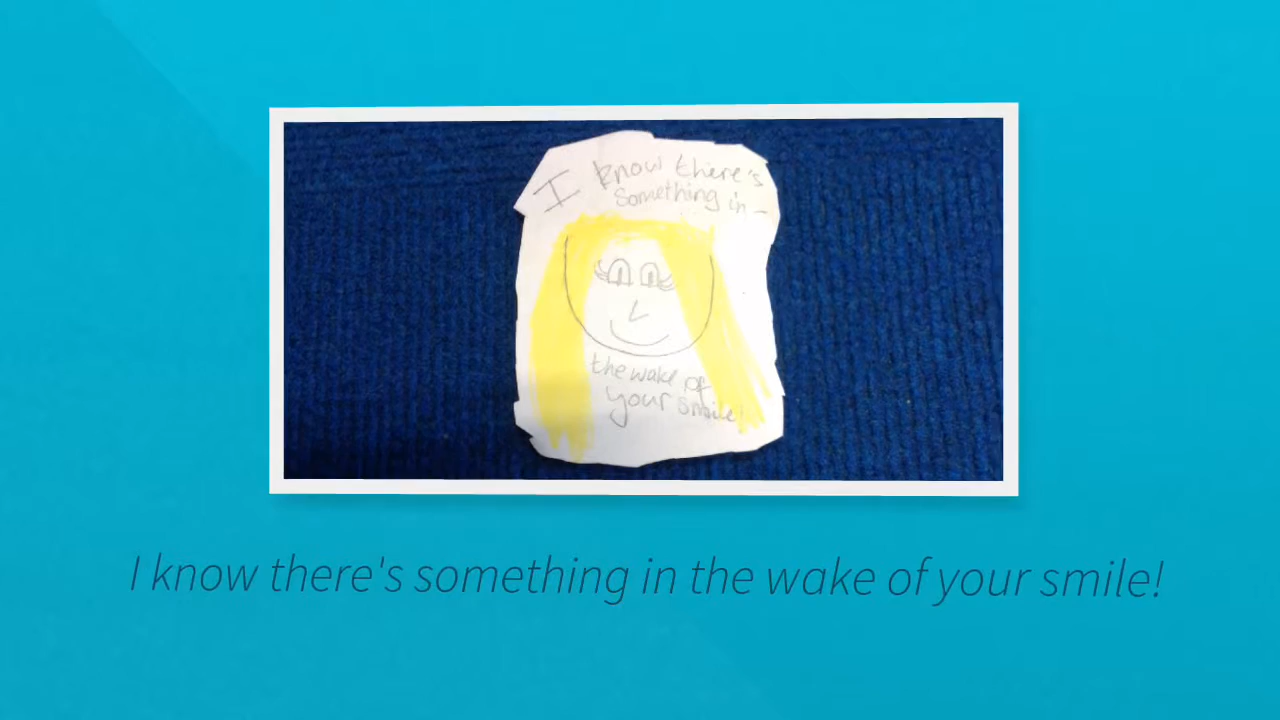 I know there's
something in -
the wake of
your smile!
I know there's something in the wake of your smile!